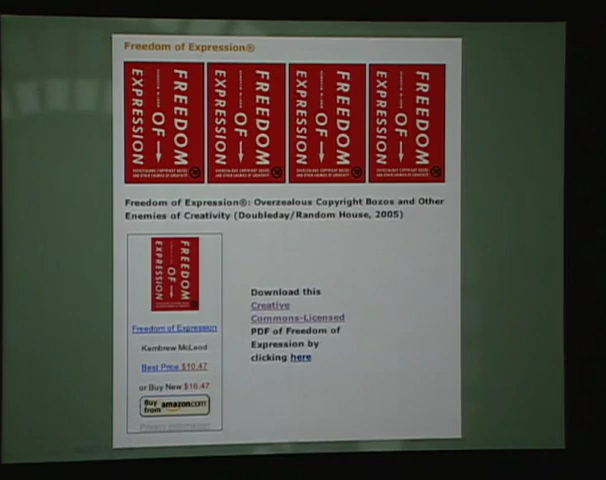 Freedom of Expression®
FREEDOM
OF
EXPRESSION
FREEDOM
OF
EXPRESSION
FREEDOM
OF
EXPRESSION
FREEDOM
OF
EXPRESSION
Freedom of Expression®: Overzealous Copyright Bozos and Other
Enemies of Creativity (Doubleday/Random House, 2005)
FREEDOM
OF
EXPRESSION
Freedom of Expression
Kembrew McLeod
Best Price $10.47
or Buy New $16.47
Buy
from amazon.com
Privacy Information
Download this
Creative
Commons-Licensed
PDF of Freedom of
Expression by
clicking here